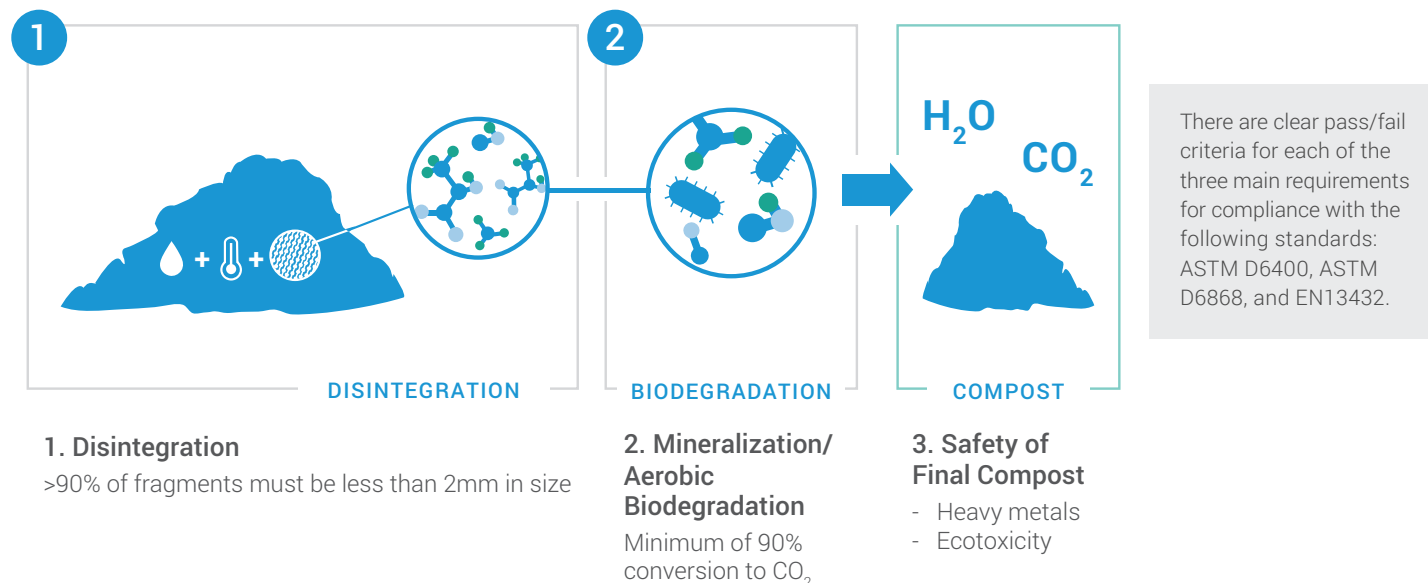 1
2
H₂O
CO₂
+ +
There are clear pass/fail
criteria for each of the
three main requirements
for compliance with the
following standards:
ASTM D6400, ASTM
D6868, and EN13432.
DISINTEGRATION
BIODEGRADATION
COMPOST
1. Disintegration
>90% of fragments must be less than 2mm in size
2. Mineralization/
Aerobic
Biodegradation
Minimum of 90%
conversion to CO₂
3. Safety of
Final Compost
- Heavy metals
- Ecotoxicity